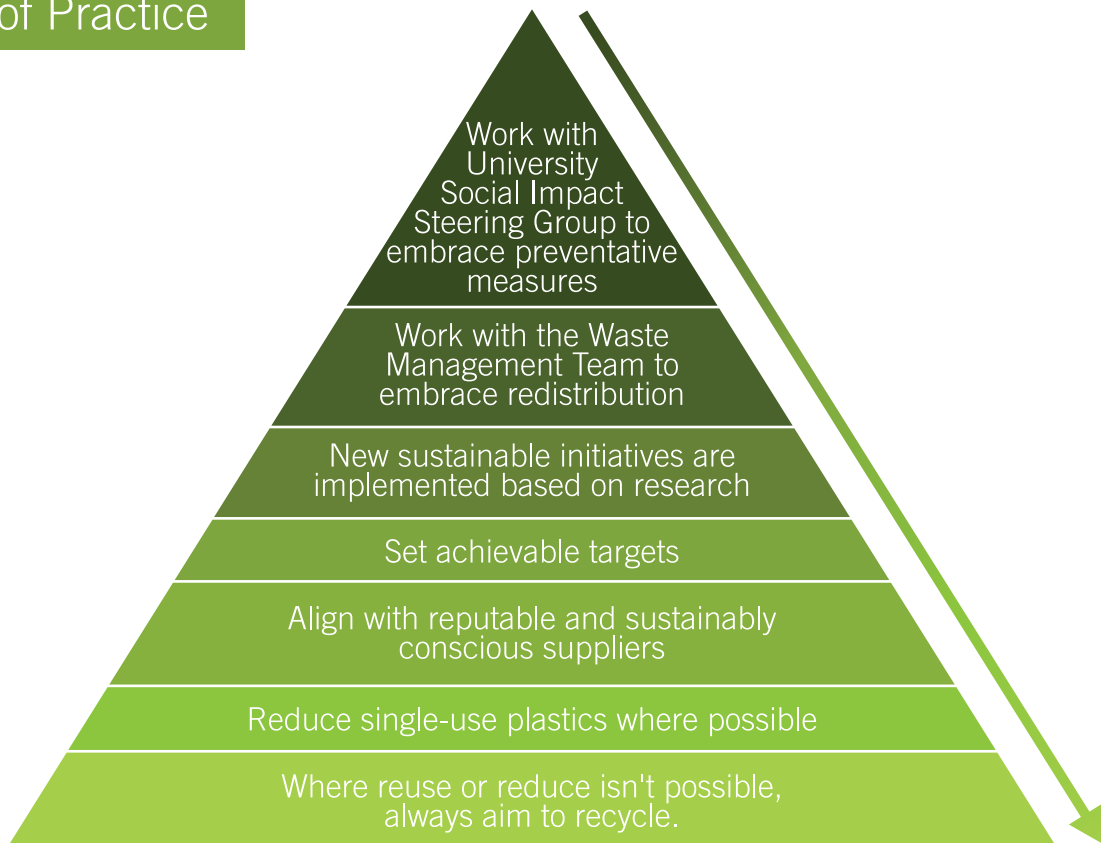 of Practice
Work with
University
Social Impact
Steering Group to
embrace preventative
measures
Work with the Waste
Management Team to
embrace redistribution
New sustainable initiatives are
implemented based on research
Set achievable targets
Align with reputable and sustainably
conscious suppliers
Reduce single-use plastics where possible
Where reuse or reduce isn't possible,
always aim to recycle.